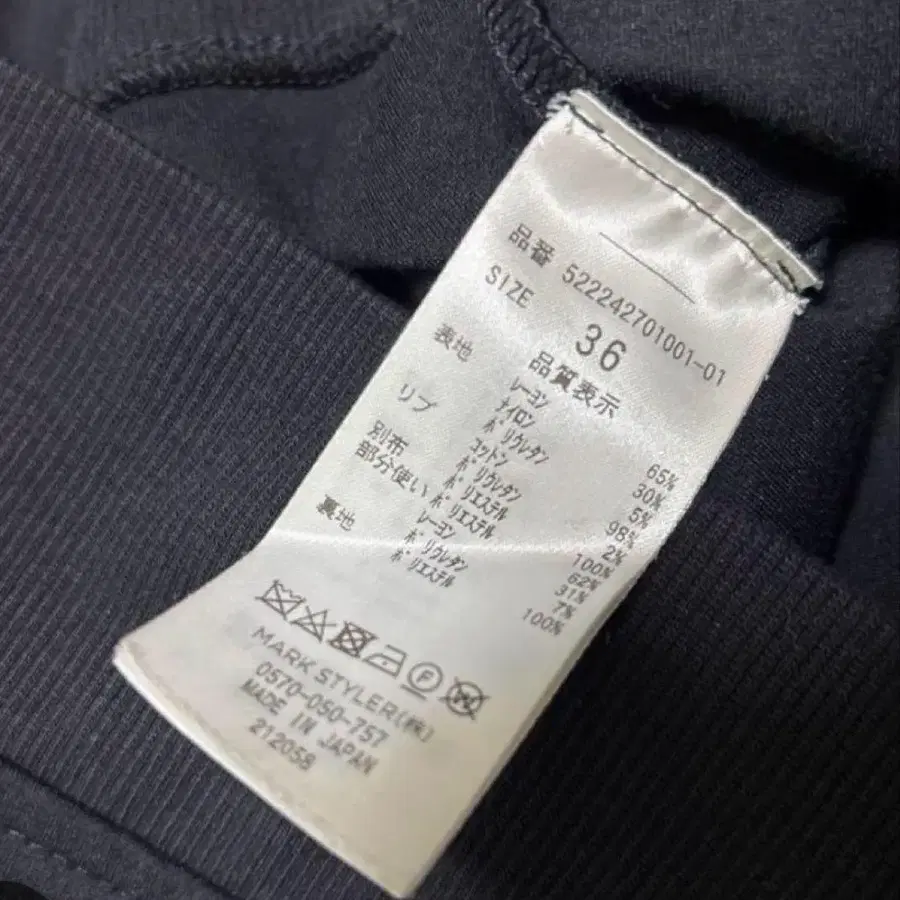 品番 522242701001-01
SIZE 36
品質表示
表地 レーヨン 65%
ナイロン 30%
ポリウレタン 5%
リブ コットン 98%
ポリウレタン 2%
別布 ポリエステル 100%
部分使い ポリエステル 62%
レーヨン 31%
ポリウレタン 7%
裏地 ポリエステル 100%
P
MARK STYLER(株)
0570-050-757
MADE IN JAPAN
212058